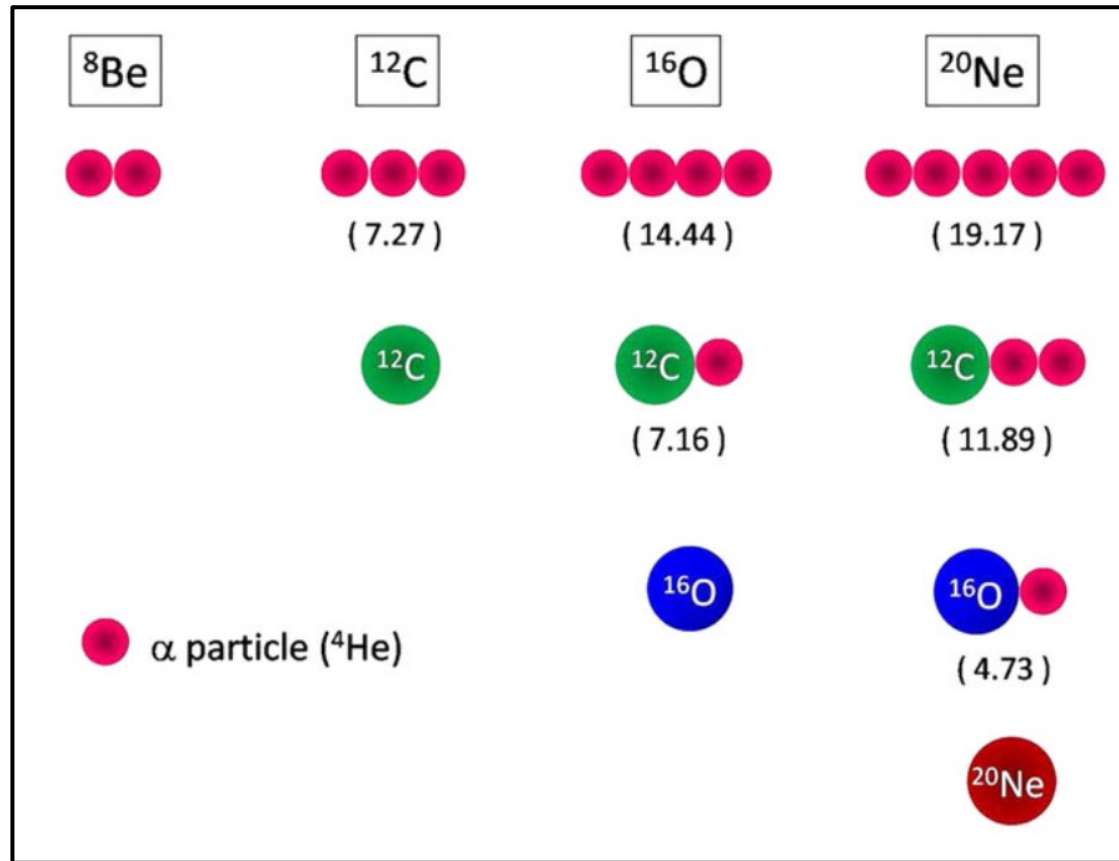 ⁸Be ¹²C ¹⁶O ²⁰Ne
( 7.27 ) ( 14.44 ) ( 19.17 )
¹²C ¹²C ¹²C
( 7.16 ) ( 11.89 )
¹⁶O ¹⁶O
α particle (⁴He)
( 4.73 )
²⁰Ne